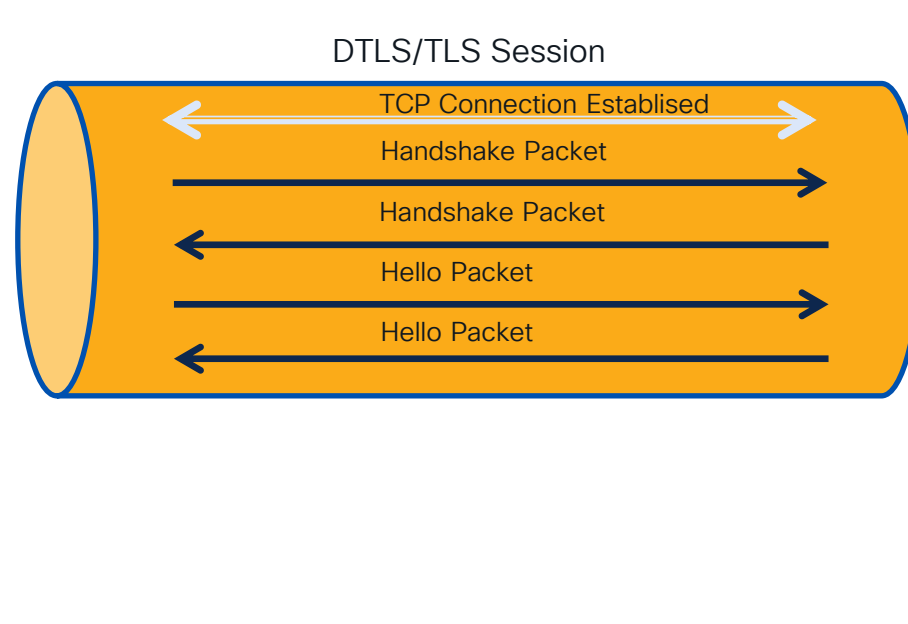 DTLS/TLS Session
TCP Connection Establised
Handshake Packet
Handshake Packet
Hello Packet
Hello Packet